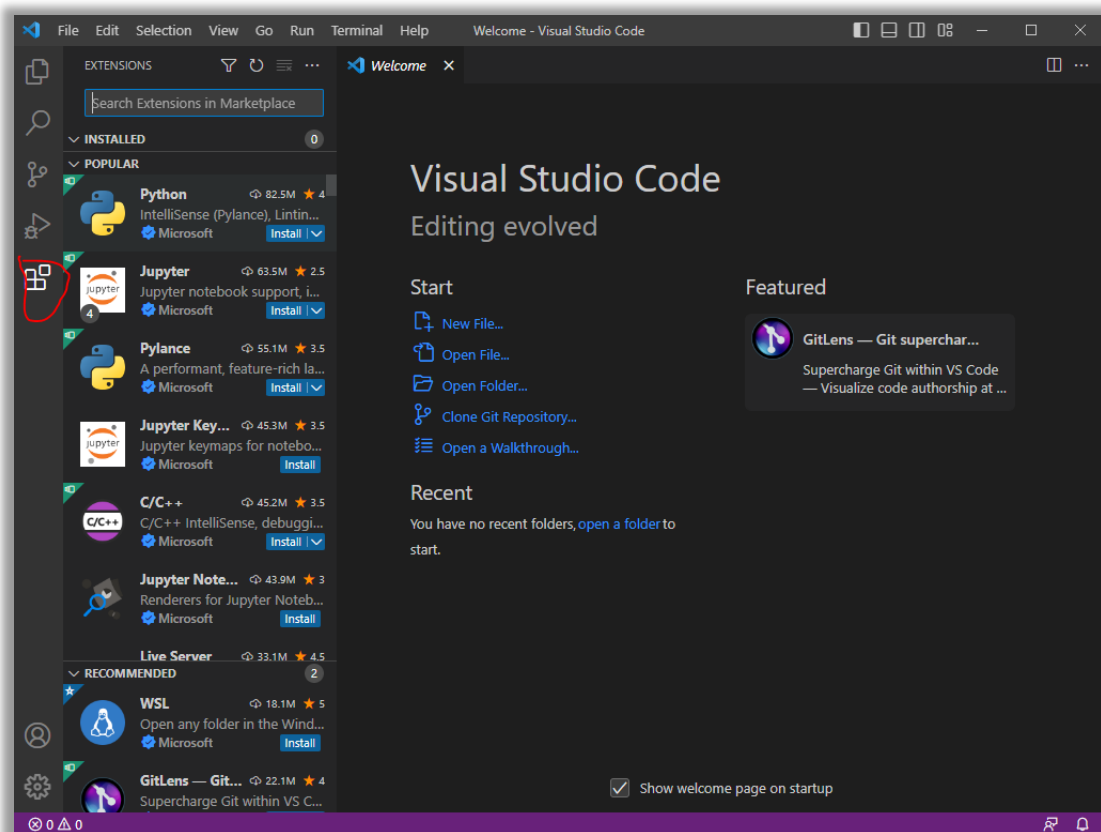 File Edit Selection View Go Run Terminal Help Welcome - Visual Studio Code
EXTENSIONS
Welcome
Search Extensions in Marketplace
INSTALLED 0
POPULAR
Python 82.5M 4
IntelliSense (Pylance), Lintin...
Microsoft Install
Jupyter 63.5M 2.5
Jupyter notebook support, i...
Microsoft Install
jupyter
4
Pylance 55.1M 3.5
A performant, feature-rich la...
Microsoft Install
Jupyter Key... 45.3M 3.5
Jupyter keymaps for notebo...
Microsoft Install
jupyter
C/C++ 45.2M 3.5
C/C++ IntelliSense, debuggi...
Microsoft Install
C/C++
Jupyter Note... 43.9M 3
Renderers for Jupyter Noteb...
Microsoft Install
Live Server 33.1M 4.5
RECOMMENDED 2
WSL 18.1M 5
Open any folder in the Wind...
Microsoft Install
GitLens — Git... 22.1M 4
Supercharge Git within VS C...
Visual Studio Code
Editing evolved
Start
New File...
Open File...
Open Folder...
Clone Git Repository...
Open a Walkthrough...
Recent
You have no recent folders, open a folder to
start.
Featured
GitLens — Git superchar...
Supercharge Git within VS Code
— Visualize code authorship at ...
Show welcome page on startup
0 0